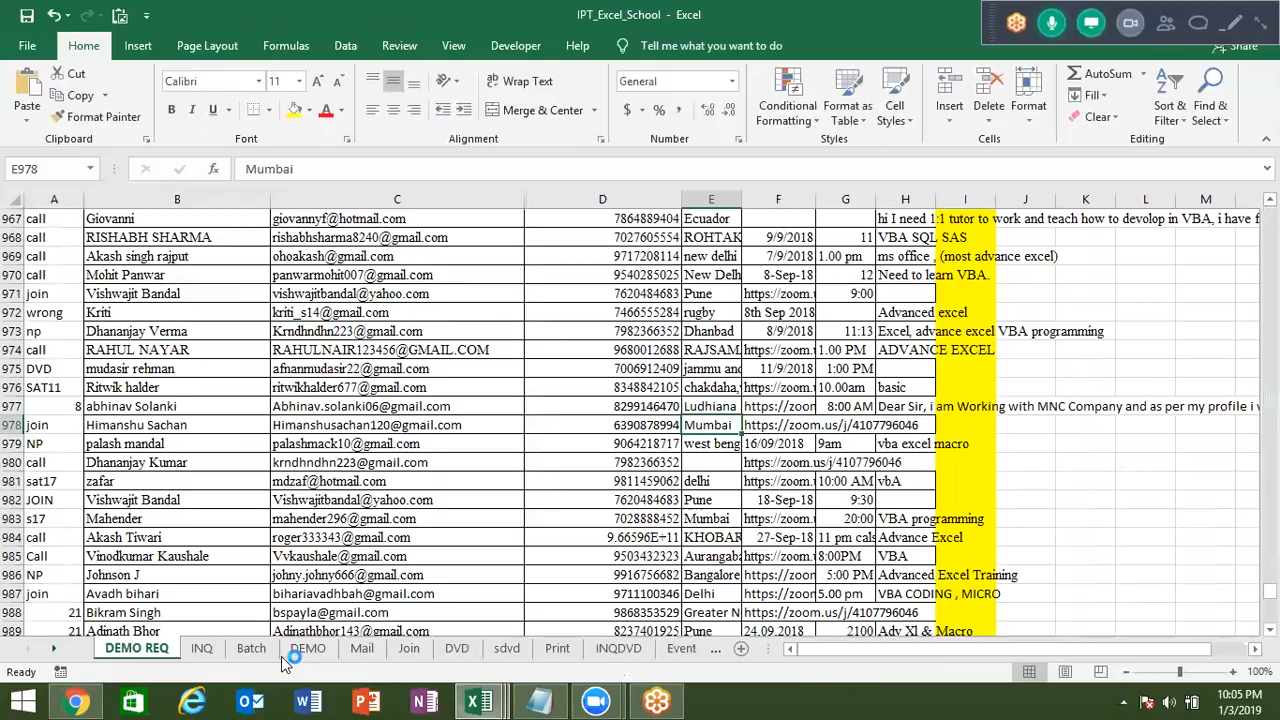 IPT_Excel_School - Excel
File Home Insert Page Layout Formulas Data Review View Developer Help Tell me what you want to do Share
Paste Cut Copy Format Painter Clipboard
Calibri 11 B I U A Font
Wrap Text Merge & Center Alignment
General $ % Number
Conditional Formatting Format as Table Cell Styles Styles
Insert Delete Format Cells
AutoSum Fill Clear Sort & Filter Find & Select Editing
E978 fx Mumbai
A B C D E F G H I J K L M
967 call Giovanni giovannyf@hotmail.com 7864889404 Ecuador hi I need 1:1 tutor to work and teach how to devolop in VBA, i have f
968 call RISHABH SHARMA rishabhsharma8240@gmail.com 7027605554 ROHTAK 9/9/2018 11 VBA SQL SAS
969 call Akash singh rajput ohoakash@gmail.com 9717208114 new delhi 7/9/2018 1.00 pm ms office , (most advance excel)
970 call Mohit Panwar panwarmohit007@gmail.com 9540285025 New Delh 8-Sep-18 12 Need to learn VBA.
971 join Vishwajit Bandal vishwajitbandal@yahoo.com 7620484683 Pune https://zoom.u 9:00
972 wrong Kriti kriti_s14@gmail.com 7466555284 rugby 8th Sep 2018 Advanced excel
973 np Dhananjay Verma Krndhndhn223@gmail.com 7982366352 Dhanbad 8/9/2018 11:13 Excel, advance excel VBA programming
974 call RAHUL NAYAR RAHULNAIR123456@GMAIL.COM 9680012688 RAJSAM 1.00 PM ADVANCE EXCEL
975 DVD mudasir rehman afnanmudasir22@gmail.com 7006912409 jammu and 11/9/2018 1:00 PM
976 SAT11 Ritwik halder ritwikhalder677@gmail.com 8348842105 chakdaha, https://zoom.u 10.00am basic
977 8 abhinav Solanki Abhinav.solanki06@gmail.com 8299146470 Ludhiana https://zoom 8:00 AM Dear Sir, i am Working with MNC Company and as per my profile i
978 join Himanshu Sachan Himanshusachan120@gmail.com 6390878994 Mumbai https://zoom.us/j/4107796046
979 NP palash mandal palashmack10@gmail.com 9064218717 west beng 16/09/2018 9am vba excel macro
980 call Dhananjay Kumar krndhndhn223@gmail.com 7982366352 https://zoom.us/j/4107796046
981 sat17 zafar mdzaf@hotmail.com 9811459062 delhi https://zoom.u 10:00 AM vbA
982 JOIN Vishwajit Bandal Vishwajitbandal@yahoo.com 7620484683 Pune 18-Sep-18 9:30
983 s17 Mahender mahender296@gmail.com 7028888452 Mumbai https://zoom.u 20:00 VBA programming
984 call Akash Tiwari roger333343@gmail.com 9.66596E+11 KHOBAR 27-Sep-18 11 pm cals Advance Excel
985 Call Vinodkumar Kaushale Vvkaushale@gmail.com 9503432323 Aurangaba https://zoom.u 8:00PM VBA
986 NP Johnson J johny.johny666@gmail.com 9916756682 Bangalore https://zoom 5:00 PM Advanced Excel Training
987 join Avadh bihari bihariavadhbah@gmail.com 9711100346 Delhi https://zoom.u 5.00 pm VBA CODING , MICRO
988 21 Bikram Singh bspayla@gmail.com 9868353529 Greater N https://zoom.us/j/4107796046
989 21 Adinath Bhor Adinathbhor143@gmail.com 8237401925 Pune 24.09.2018 2100 Adv Xl & Macro
DEMO REQ INQ Batch DEMO Mail Join DVD sdvd Print INQDVD Event ...
Ready 100%
10:05 PM
1/3/2019